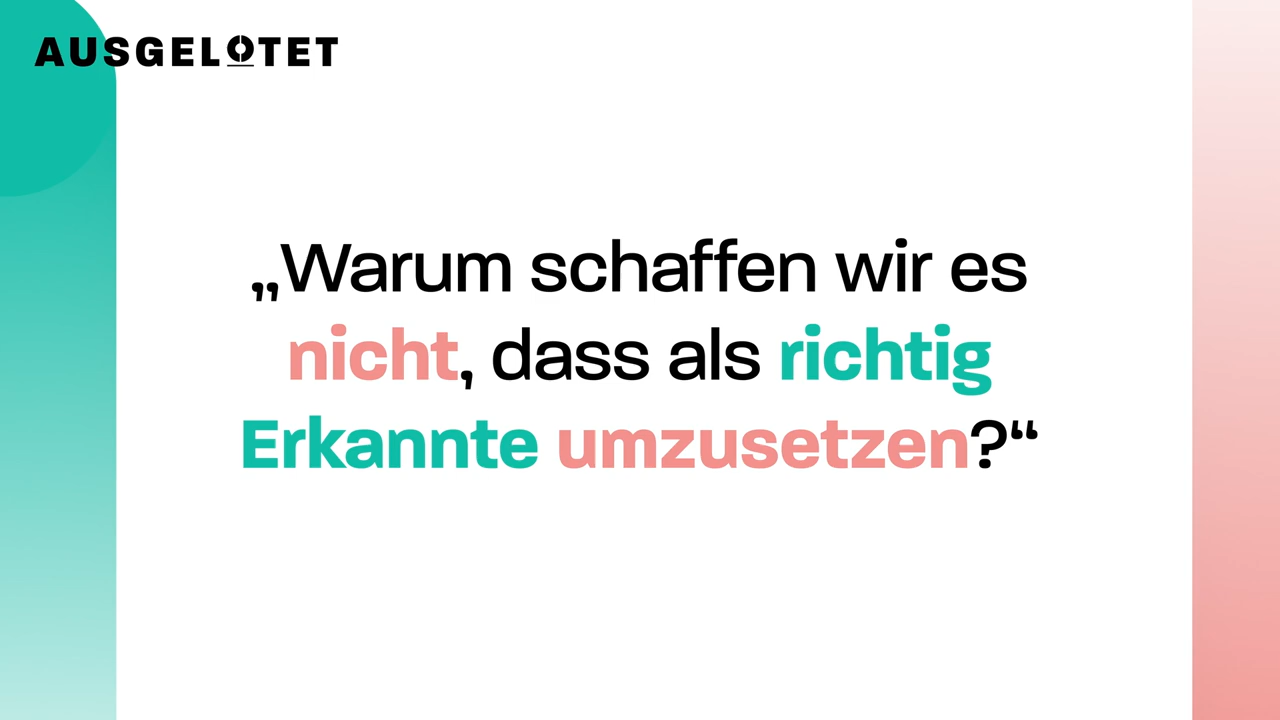 AUSGELOTET
„Warum schaffen wir es
nicht, dass als richtig
Erkannte umzusetzen?“